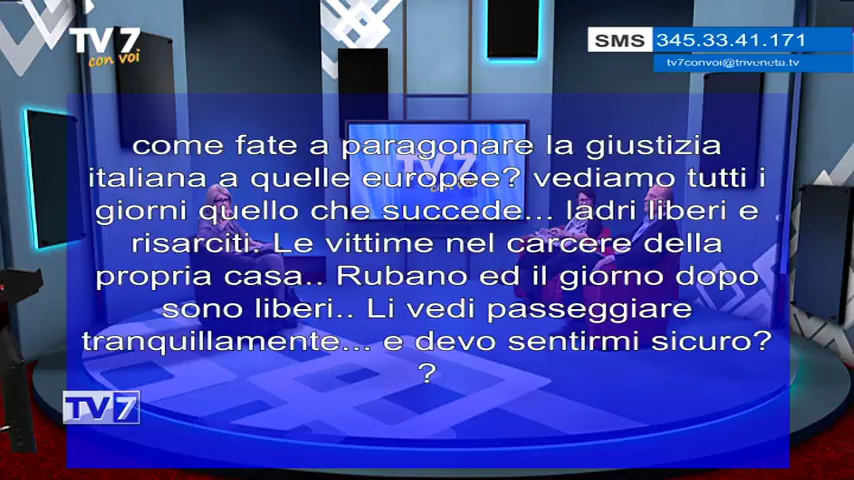 TV7
con voi
SMS 345.33.41.171
tv7convoi@triveneta.tv
TV7
come fate a paragonare la giustizia
italiana a quelle europee? vediamo tutti i
giorni quello che succede... ladri liberi e
risarciti. Le vittime nel carcere della
propria casa.. Rubano ed il giorno dopo
sono liberi.. Li vedi passeggiare
tranquillamente... e devo sentirmi sicuro?
?
TV7